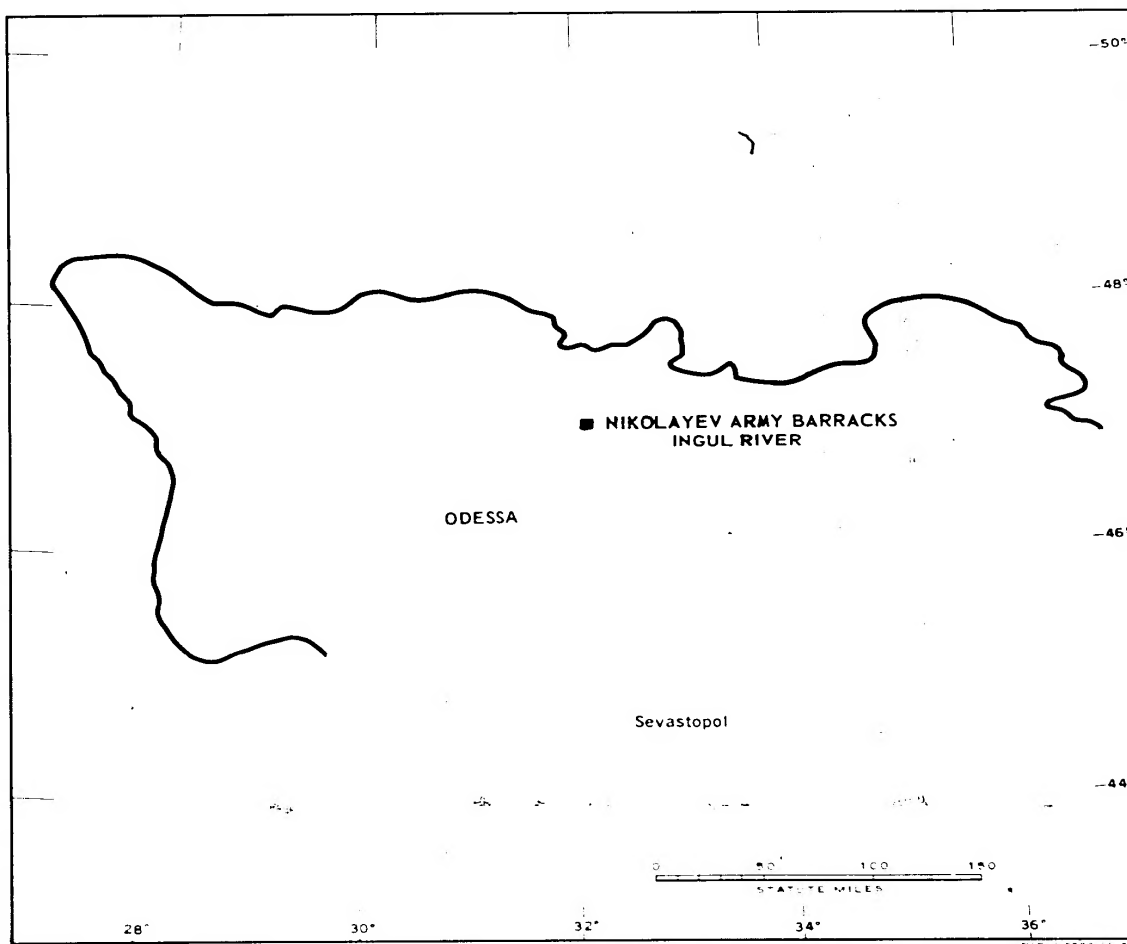 —50°
—48°
■ NIKOLAYEV ARMY BARRACKS
INGUL RIVER
ODESSA
—46°
Sevastopol
—44
0 50 100 150
STATUTE MILES
28° 30° 32° 34° 36°